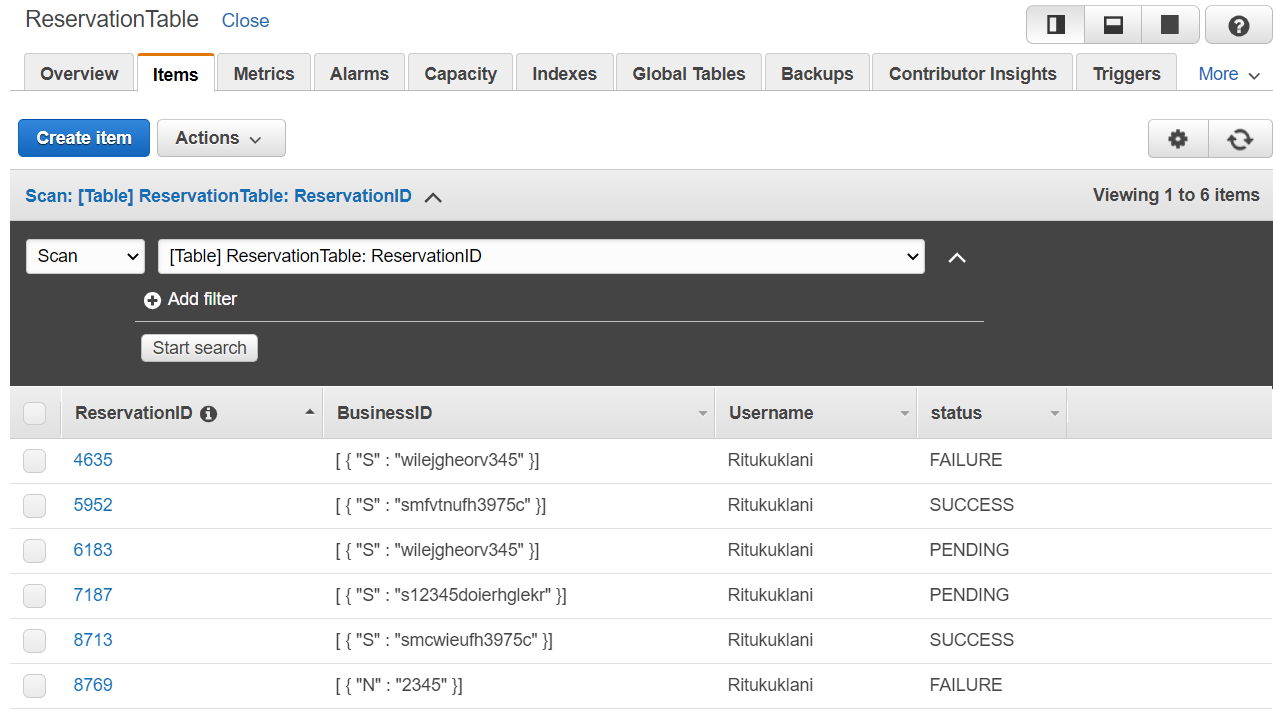 ReservationTable Close
Overview Items Metrics Alarms Capacity Indexes Global Tables Backups Contributor Insights Triggers More
Create item Actions
Scan: [Table] ReservationTable: ReservationID Viewing 1 to 6 items
Scan [Table] ReservationTable: ReservationID
Add filter
Start search
ReservationID BusinessID Username status
4635 [ { "S" : "wilejgheorv345" }] Ritukuklani FAILURE
5952 [ { "S" : "smfvtnufh3975c" }] Ritukuklani SUCCESS
6183 [ { "S" : "wilejgheorv345" }] Ritukuklani PENDING
7187 [ { "S" : "s12345doierhglekr" }] Ritukuklani PENDING
8713 [ { "S" : "smcwieufh3975c" }] Ritukuklani SUCCESS
8769 [ { "N" : "2345" }] Ritukuklani FAILURE